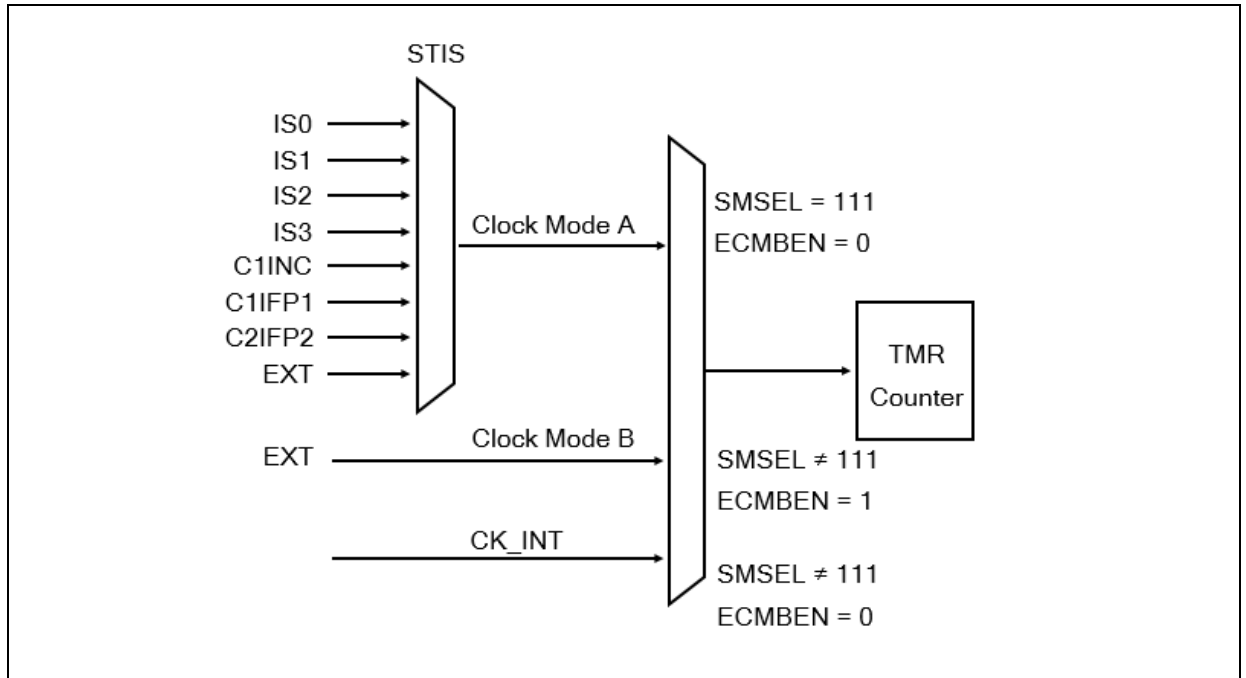 STIS
IS0
IS1
IS2
IS3
C1INC
C1IFP1
C2IFP2
EXT
Clock Mode A
SMSEL = 111
ECMBEN = 0
TMR
Counter
EXT
Clock Mode B
SMSEL ≠ 111
ECMBEN = 1
CK_INT
SMSEL ≠ 111
ECMBEN = 0